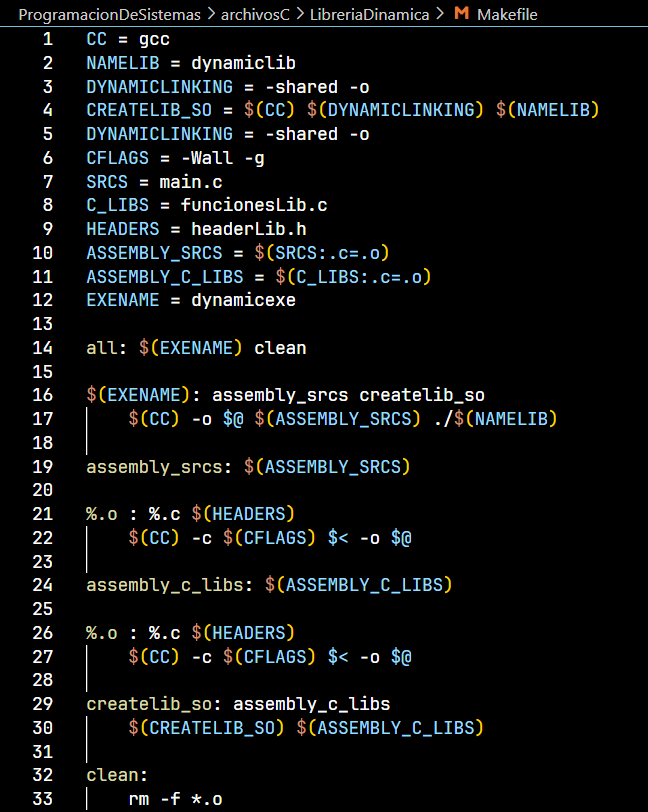 ProgramacionDeSistemas > archivosC > LibreriaDinamica > M Makefile
1 CC = gcc
2 NAMELIB = dynamiclib
3 DYNAMICLINKING = -shared -o
4 CREATELIB_SO = $(CC) $(DYNAMICLINKING) $(NAMELIB)
5 DYNAMICLINKING = -shared -o
6 CFLAGS = -Wall -g
7 SRCS = main.c
8 C_LIBS = funcionesLib.c
9 HEADERS = headerLib.h
10 ASSEMBLY_SRCS = $(SRCS:.c=.o)
11 ASSEMBLY_C_LIBS = $(C_LIBS:.c=.o)
12 EXENAME = dynamicexe
13
14 all: $(EXENAME) clean
15
16 $(EXENAME): assembly_srcs createlib_so
17     $(CC) -o $@ $(ASSEMBLY_SRCS) ./$(NAMELIB)
18
19 assembly_srcs: $(ASSEMBLY_SRCS)
20
21 %.o : %.c $(HEADERS)
22     $(CC) -c $(CFLAGS) $< -o $@
23
24 assembly_c_libs: $(ASSEMBLY_C_LIBS)
25
26 %.o : %.c $(HEADERS)
27     $(CC) -c $(CFLAGS) $< -o $@
28
29 createlib_so: assembly_c_libs
30     $(CREATELIB_SO) $(ASSEMBLY_C_LIBS)
31
32 clean:
33     rm -f *.o